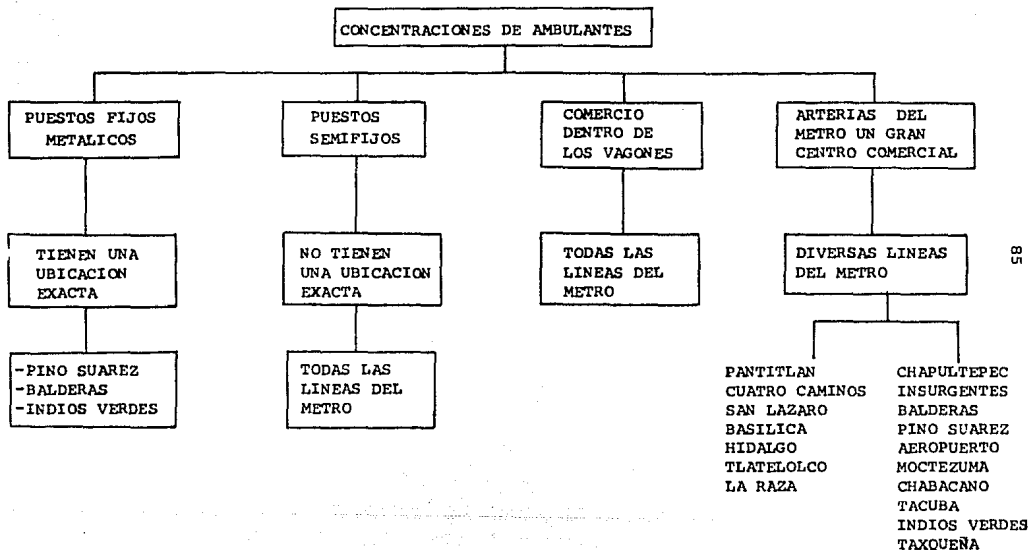 CONCENTRACIONES DE AMBULANTES
PUESTOS FIJOS
METALICOS
PUESTOS
SEMIFIJOS
COMERCIO
DENTRO DE
LOS VAGONES
ARTERIAS DEL
METRO UN GRAN
CENTRO COMERCIAL
TIENEN UNA
UBICACION
EXACTA
NO TIENEN
UNA UBICACION
EXACTA
TODAS LAS
LINEAS DEL
METRO
DIVERSAS LINEAS
DEL METRO
85
-PINO SUAREZ
-BALDERAS
-INDIOS VERDES
TODAS LAS
LINEAS DEL
METRO
PANTITLAN
CUATRO CAMINOS
SAN LAZARO
BASILICA
HIDALGO
TLATELOLCO
LA RAZA
CHAPULTEPEC
INSURGENTES
BALDERAS
PINO SUAREZ
AEROPUERTO
MOCTEZUMA
CHABACANO
TACUBA
INDIOS VERDES
TAXQUEÑA